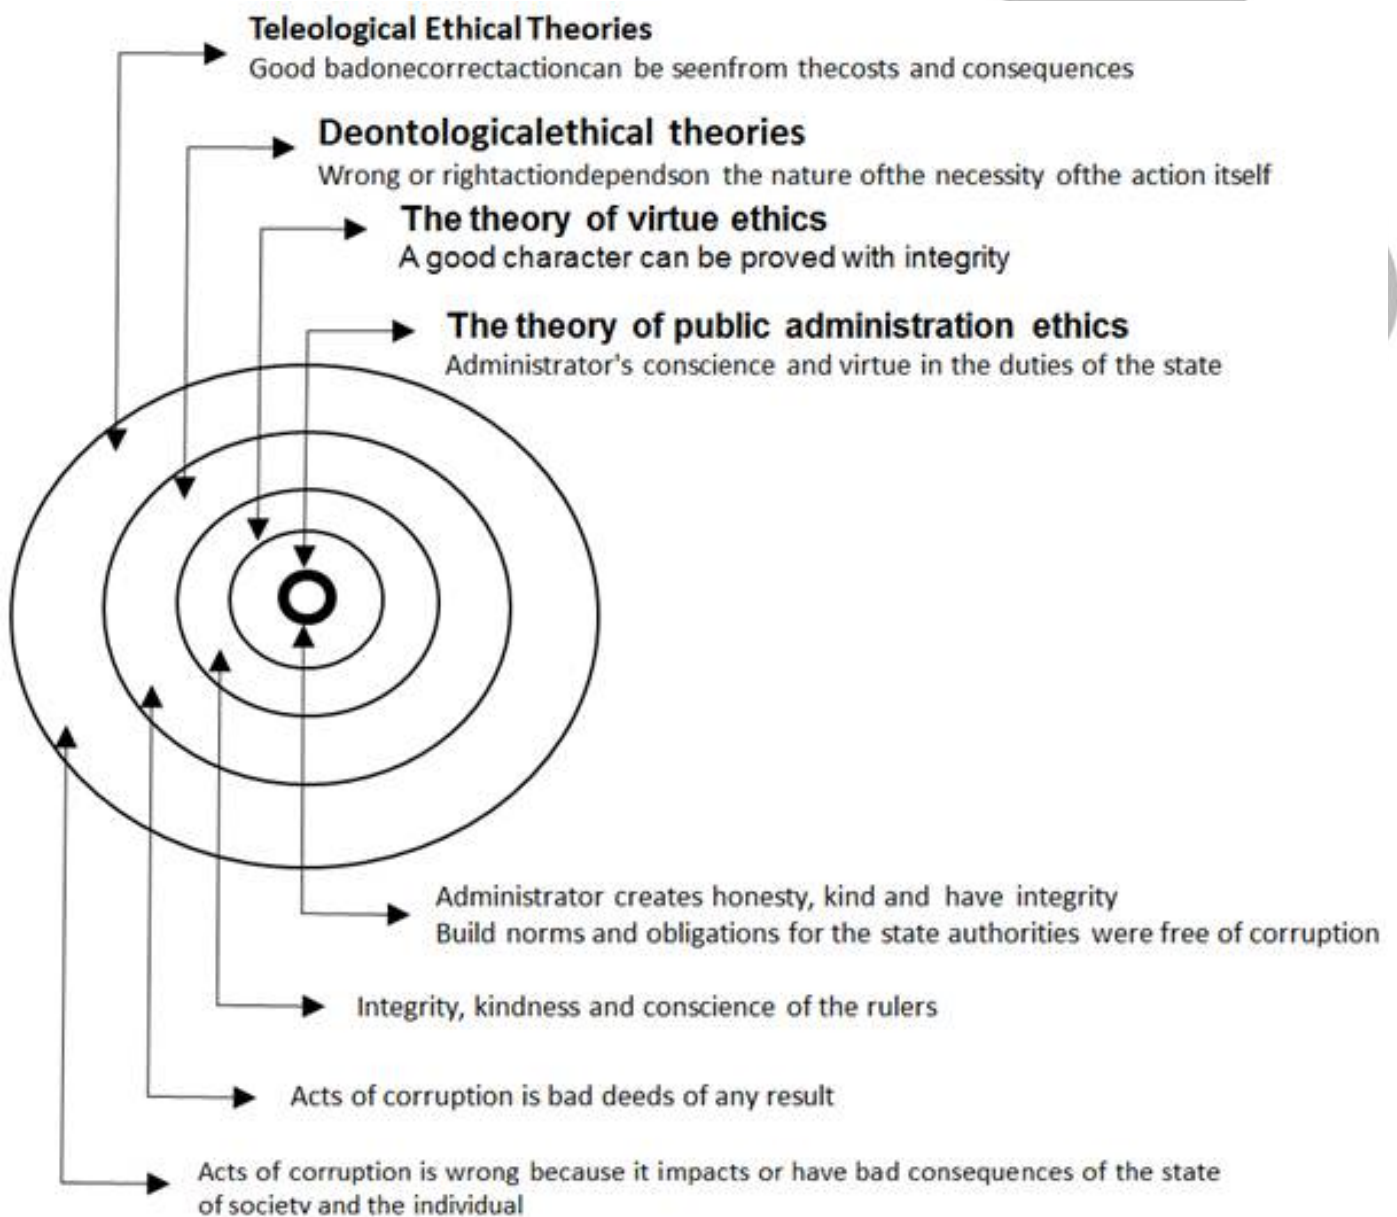 Teleological Ethical Theories
Good badonecorrectactioncan be seenfrom thecosts and consequences
Deontologicalethical theories
Wrong or rightactiondependson the nature ofthe necessity ofthe action itself
The theory of virtue ethics
A good character can be proved with integrity
The theory of public administration ethics
Administrator's conscience and virtue in the duties of the state
Administrator creates honesty, kind and have integrity
Build norms and obligations for the state authorities were free of corruption
Integrity, kindness and conscience of the rulers
Acts of corruption is bad deeds of any result
Acts of corruption is wrong because it impacts or have bad consequences of the state
of society and the individual